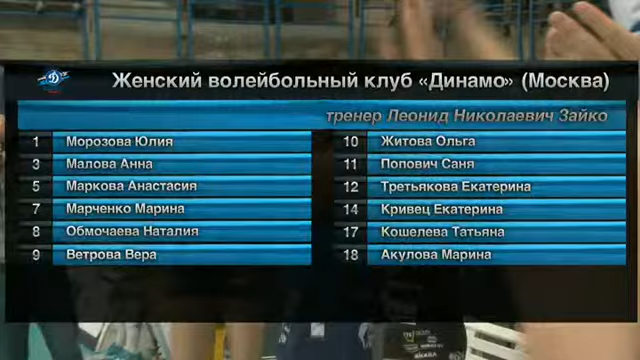 Женский волейбольный клуб «Динамо» (Москва)
тренер Леонид Николаевич Зайко
1 Морозова Юлия
3 Малова Анна
5 Маркова Анастасия
7 Марченко Марина
8 Обмочаева Наталия
9 Ветрова Вера
10 Житова Ольга
11 Попович Саня
12 Третьякова Екатерина
14 Кривец Екатерина
17 Кошелева Татьяна
18 Акулова Марина